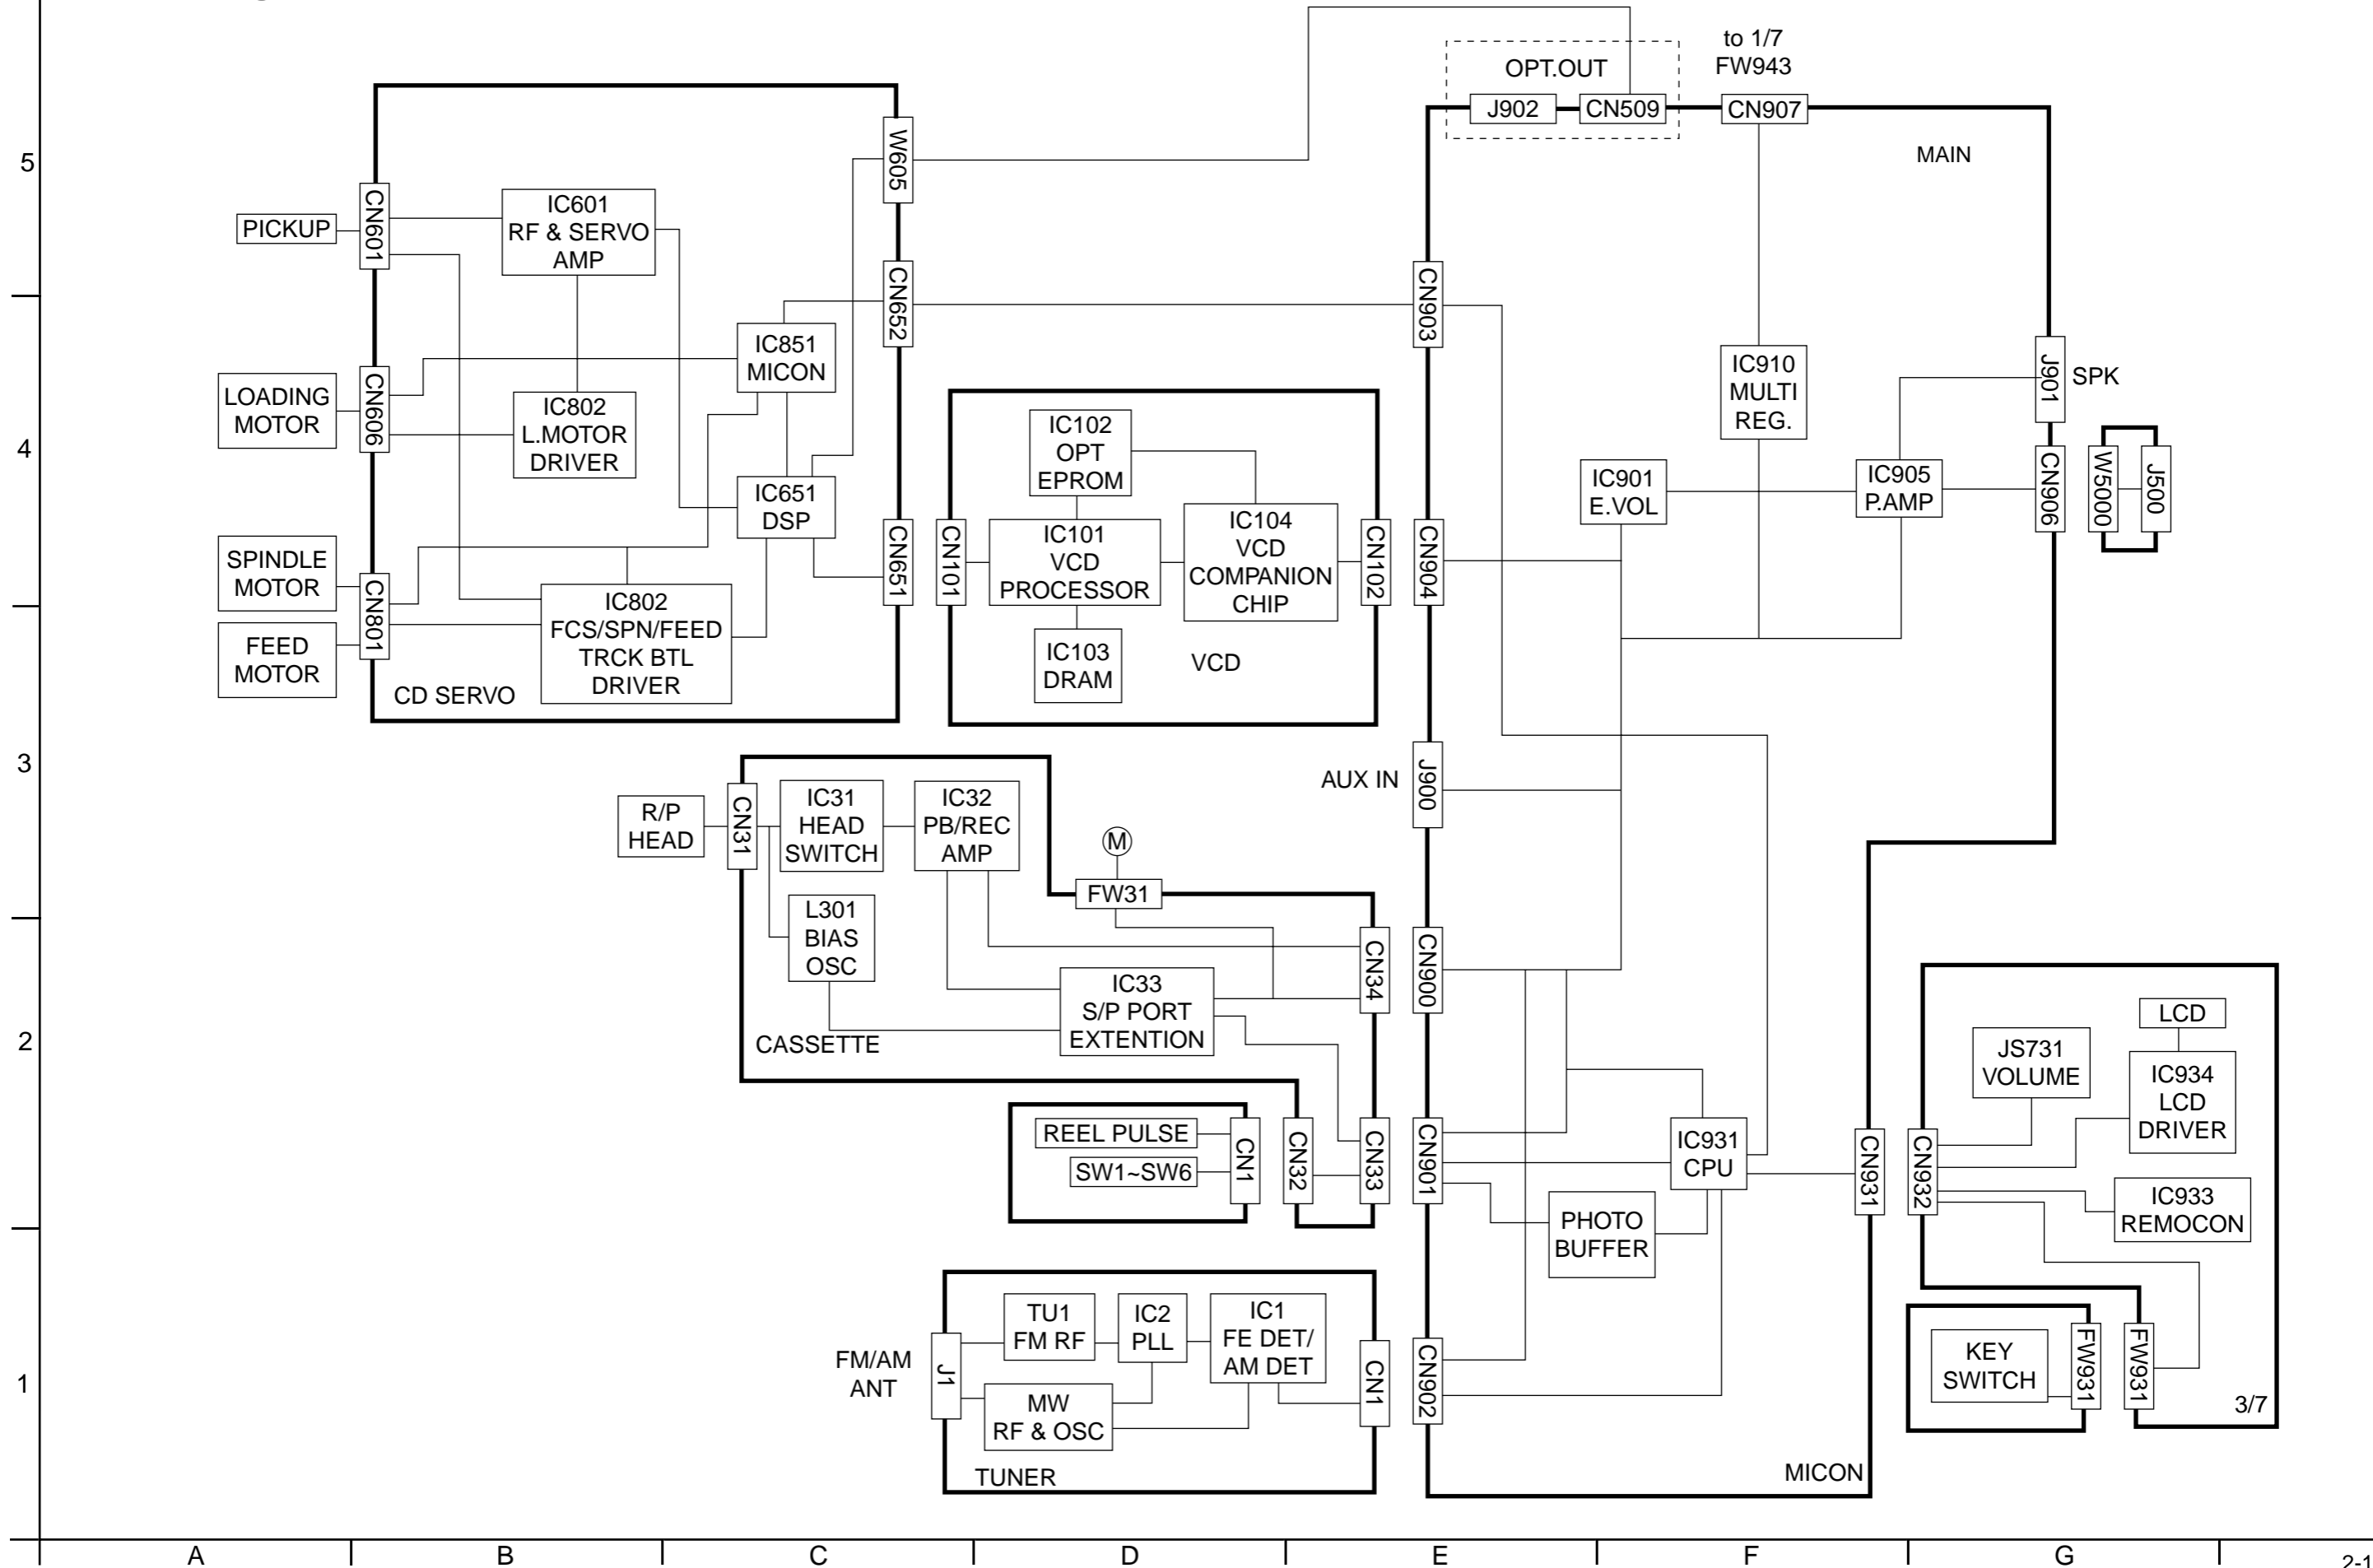 to 1/7
FW943
OPT.OUT
J902
CN509
CN907
MAIN
5
W605
CN601
PICKUP
IC601
RF & SERVO
AMP
CN652
CN903
IC851
MICON
LOADING
MOTOR
CN606
IC802
L.MOTOR
DRIVER
4
IC651
DSP
IC102
OPT
EPROM
IC910
MULTI
REG.
J901
SPK
IC901
E.VOL
IC905
P.AMP
CN906
W5000
J500
SPINDLE
MOTOR
CN801
FEED
MOTOR
IC802
FCS/SPN/FEED
TRCK BTL
DRIVER
CN651
CD SERVO
CN101
IC101
VCD
PROCESSOR
IC104
VCD
COMPANION
CHIP
CN102
IC103
DRAM
VCD
CN904
3
R/P
HEAD
CN31
IC31
HEAD
SWITCH
IC32
PB/REC
AMP
M
FW31
AUX IN
J900
L301
BIAS
OSC
CN34
CN900
IC33
S/P PORT
EXTENTION
2
CASSETTE
REEL PULSE
SW1~SW6
CN1
CN32
CN33
CN901
IC931
CPU
PHOTO
BUFFER
CN931
CN932
JS731
VOLUME
LCD
IC934
LCD
DRIVER
IC933
REMOCON
1
FM/AM
ANT
J1
TU1
FM RF
IC2
PLL
IC1
FE DET/
AM DET
MW
RF & OSC
CN1
TUNER
CN902
MICON
KEY
SWITCH
FW931
FW931
3/7
A
B
C
D
E
F
G
2-1